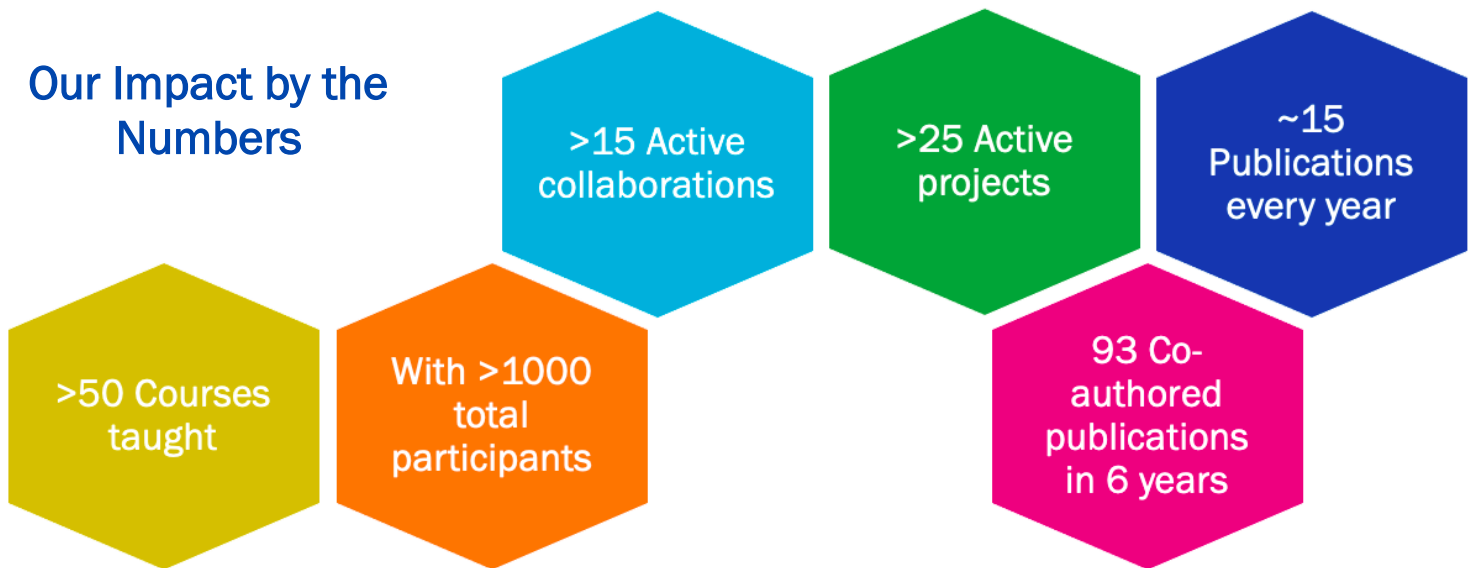 Our Impact by the
Numbers
>15 Active
collaborations
>25 Active
projects
~15
Publications
every year
>50 Courses
taught
With >1000
total
participants
93 Co-
authored
publications
in 6 years